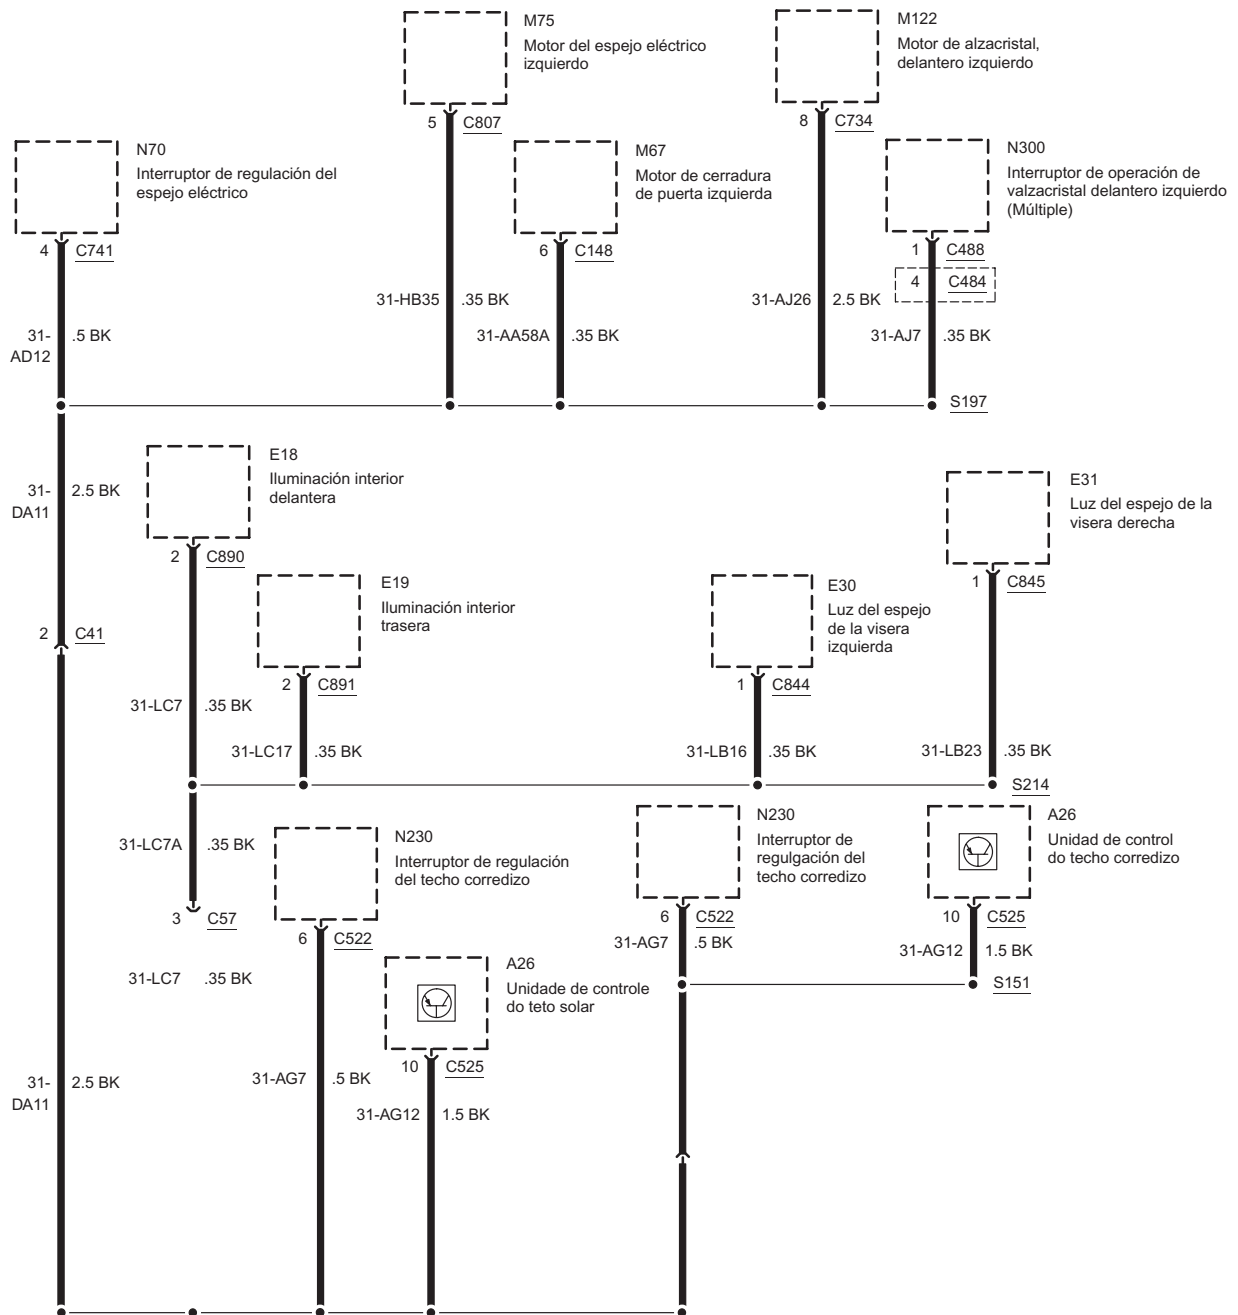 M75
Motor del espejo eléctrico
izquierdo
5 C807
M122
Motor de alzacristal,
delantero izquierdo
8 C734
N70
Interruptor de regulación del
espejo eléctrico
4 C741
M67
Motor de cerradura
de puerta izquierda
6 C148
N300
Interruptor de operación de
valzacristal delantero izquierdo
(Múltiple)
1 C488
4 C484
31-HB35 .35 BK
31-AJ26 2.5 BK
31-
AD12
.5 BK
31-AA58A .35 BK
31-AJ7 .35 BK
S197
E18
Iluminación interior
delantera
2 C890
31-
DA11
2.5 BK
E31
Luz del espejo de la
visera derecha
1 C845
E19
Iluminación interior
trasera
2 C891
E30
Luz del espejo
de la visera
izquierda
1 C844
2 C41
31-LC7 .35 BK
31-LC17 .35 BK
31-LB16 .35 BK
31-LB23 .35 BK
S214
31-LC7A .35 BK
N230
Interruptor de regulación
del techo corredizo
6 C522
N230
Interruptor de
regulgación del
techo corredizo
6 C522
A26
Unidad de control
do techo corredizo
10 C525
3 C57
31-AG7 .5 BK
31-AG12 1.5 BK
31-LC7 .35 BK
A26
Unidade de controle
do teto solar
10 C525
S151
31-
DA11
2.5 BK
31-AG7 .5 BK
31-AG12 1.5 BK